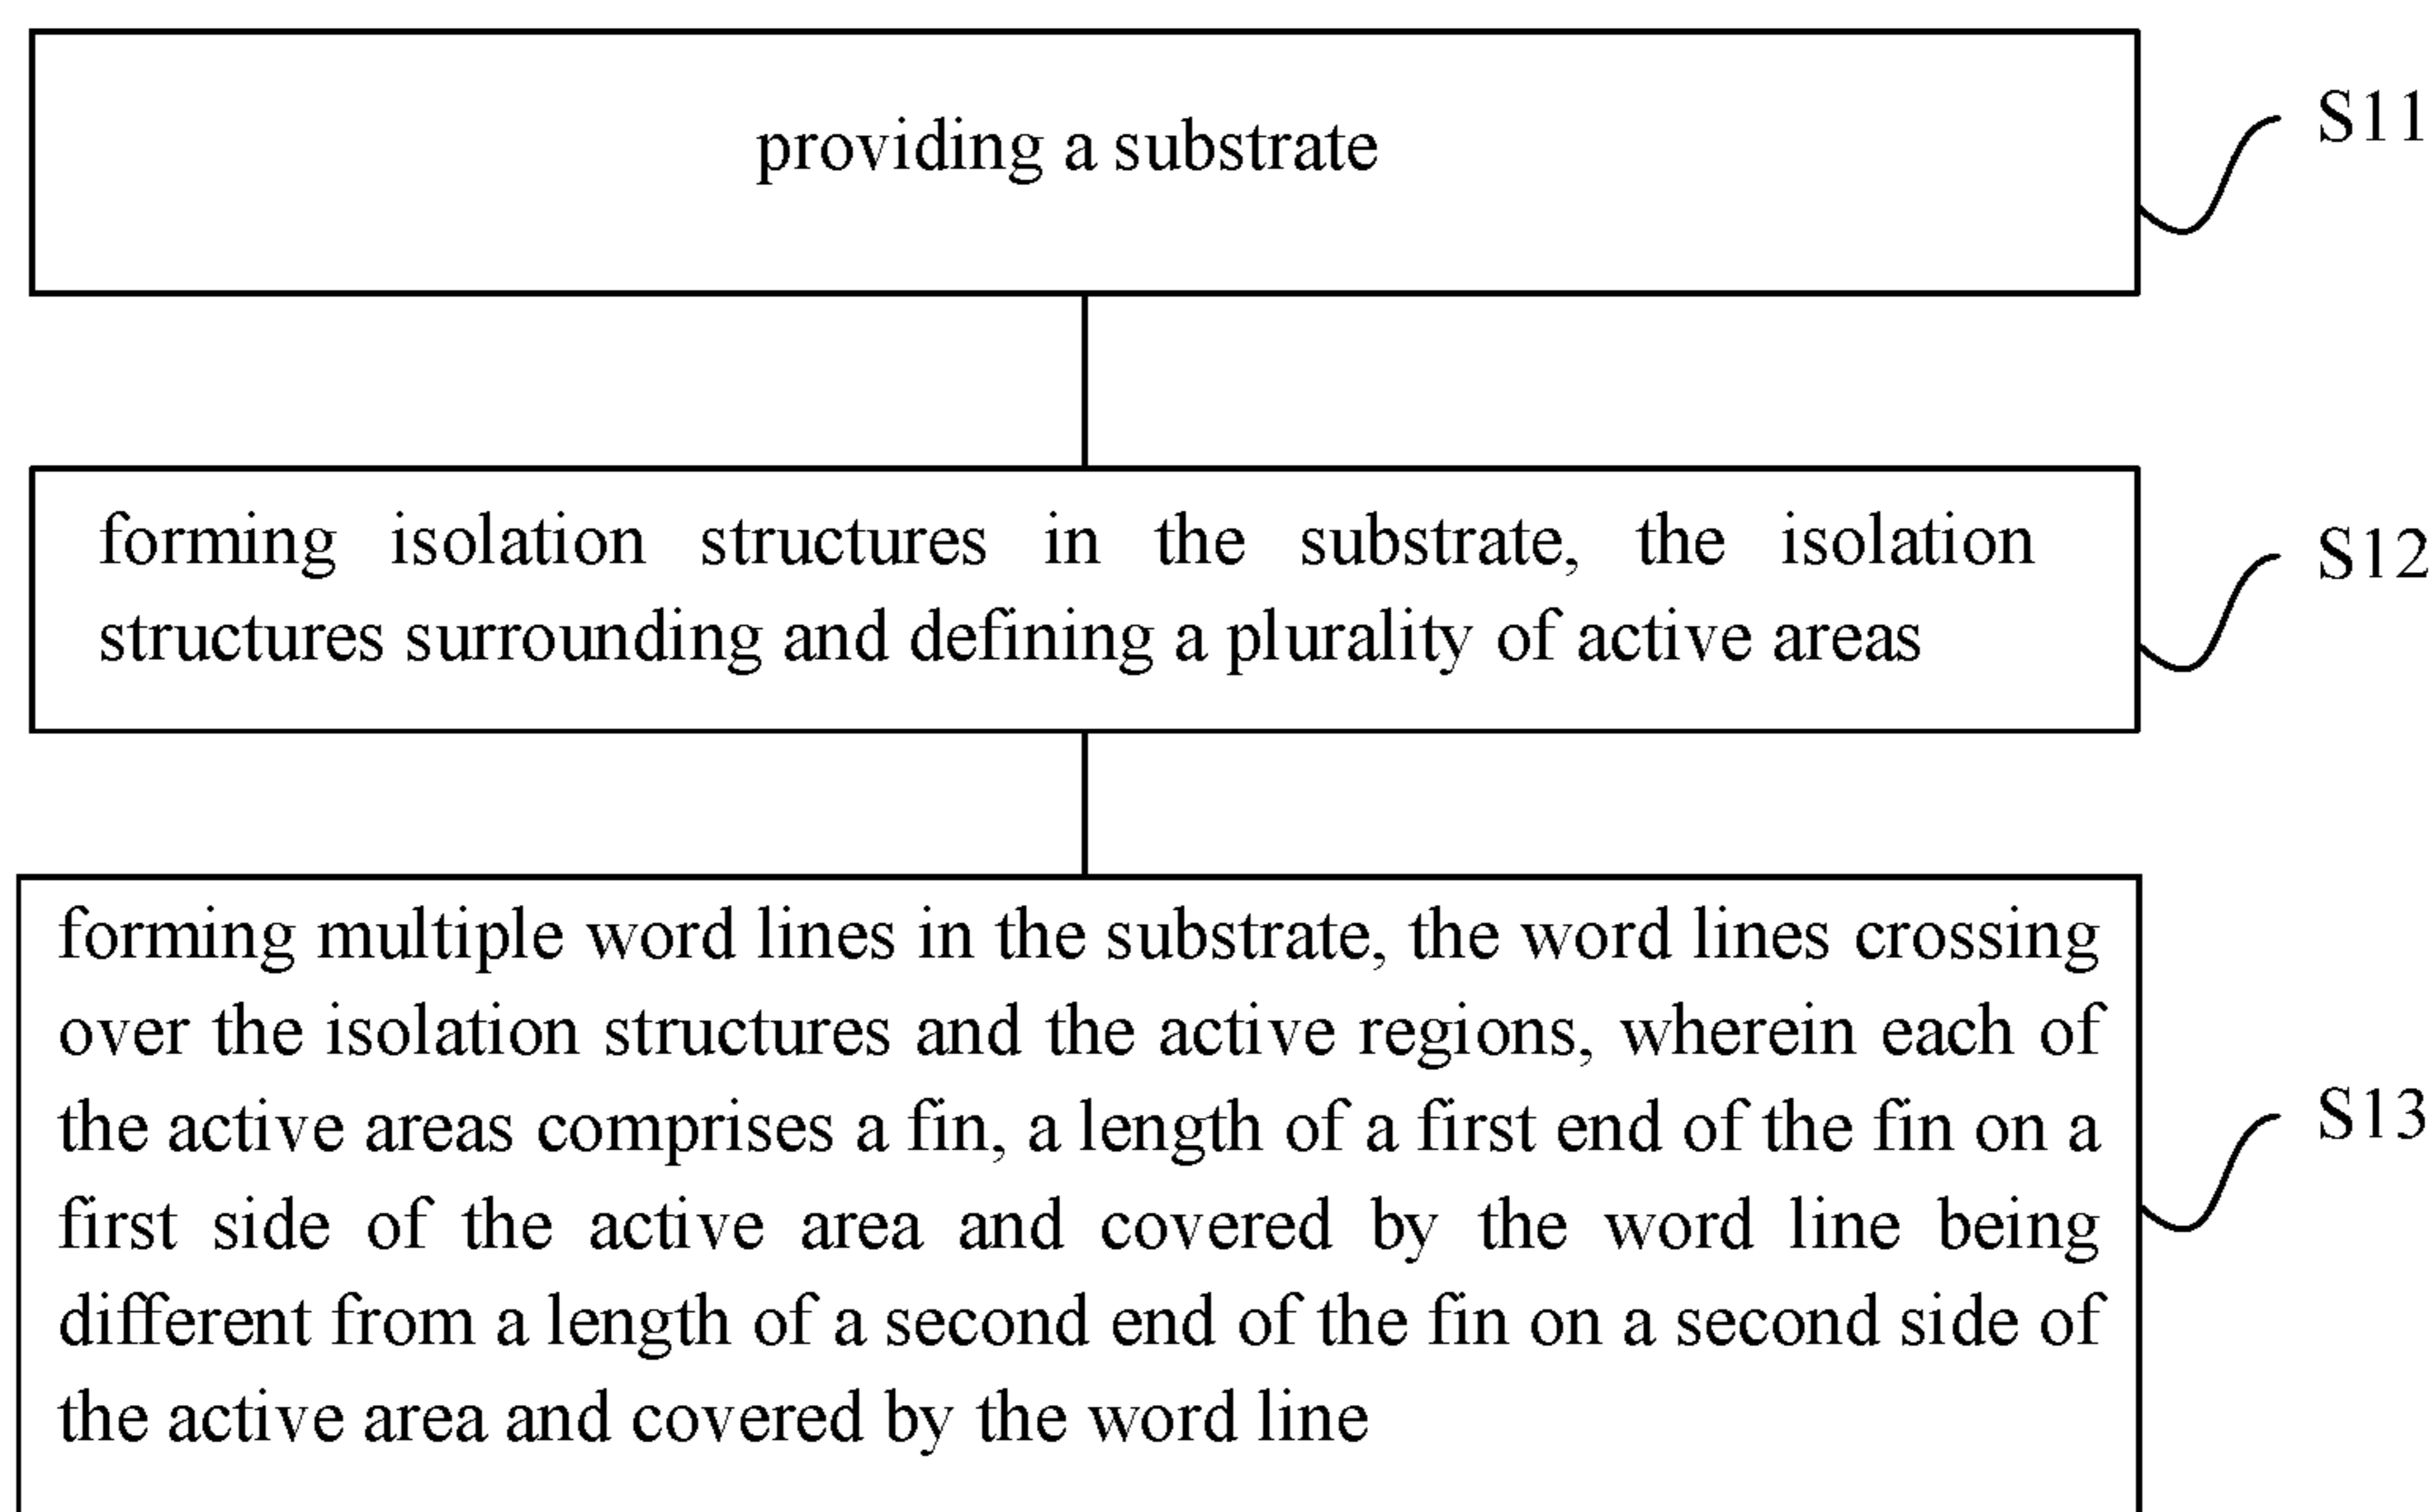 providing a substrate
S11
forming isolation structures in the substrate, the isolation
structures surrounding and defining a plurality of active areas
S12
forming multiple word lines in the substrate, the word lines crossing
over the isolation structures and the active regions, wherein each of
the active areas comprises a fin, a length of a first end of the fin on a
first side of the active area and covered by the word line being
different from a length of a second end of the fin on a second side of
the active area and covered by the word line
S13